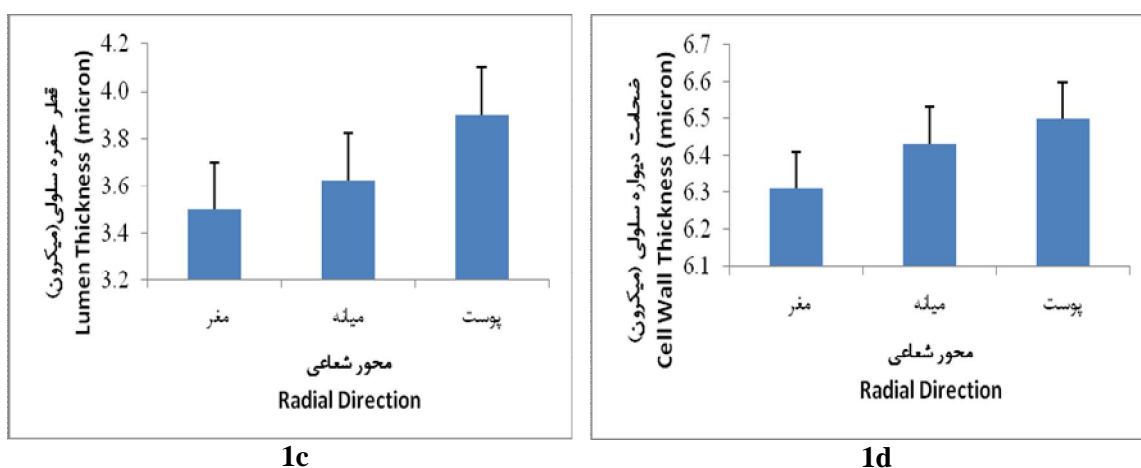 قطر حفره سلولی(میکرون)
Lumen Thickness (micron)
4.2
4.0
3.8
3.6
3.4
3.2
مغر میانه پوست
محور شعاعی
Radial Direction
1c
ضخامت دیواره سلولی (میکرون)
Cell Wall Thickness (micron)
6.7
6.6
6.5
6.4
6.3
6.2
6.1
مغر میانه پوست
محور شعاعی
Radial Direction
1d